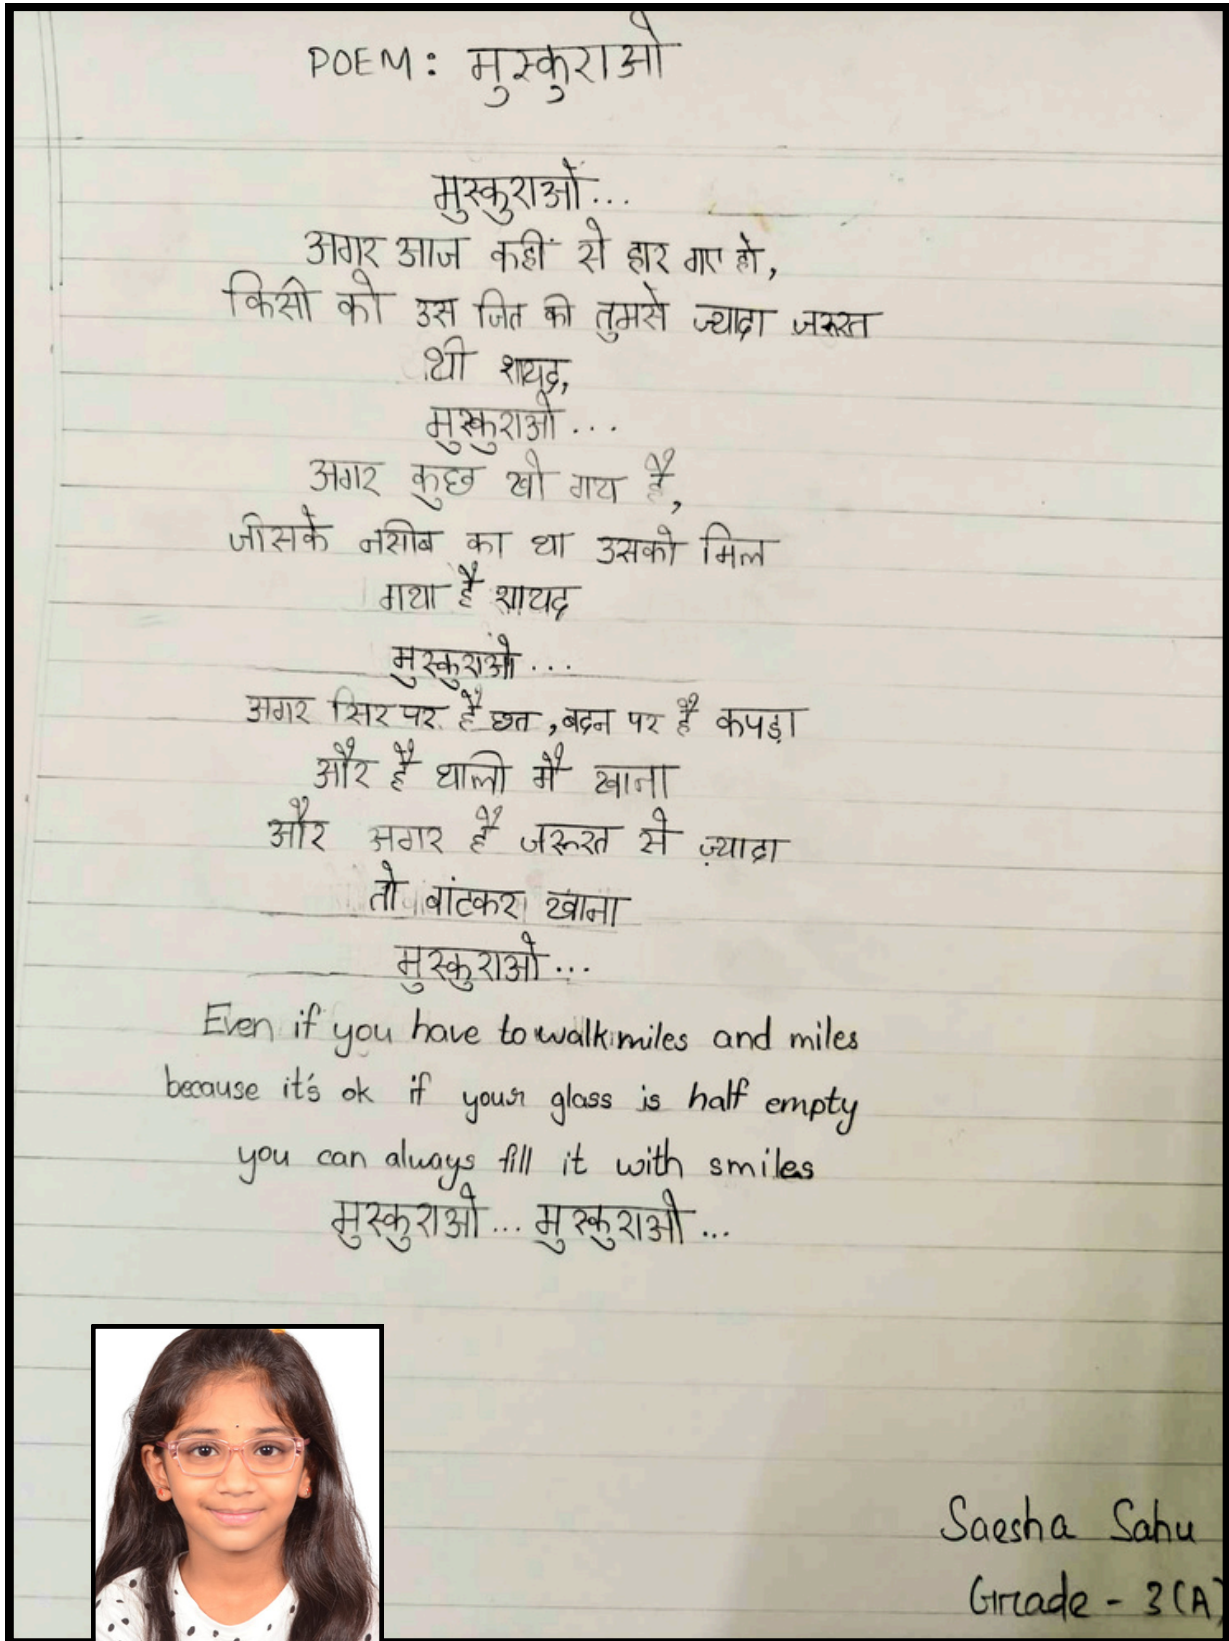 POEM: मुस्कुराओ
मुस्कुराओ...
अगर आज कहीं से हार गए हो,
किसी को उस जित की तुमसे ज्यादा जरूरत
थी शायद,
मुस्कुराओ...
अगर कुछ खो गय है,
जीसके नसीब का था उसको मिल
गया है शायद
मुस्कुराओ...
अगर सिर पर है छत, बदन पर है कपड़ा
और है थाली मै खाना
और अगर है जरूरत से ज़्यादा
तो बांटकर खाना
मुस्कुराओ...
Even if you have to walk miles and miles
because it's ok if your glass is half empty
you can always fill it with smiles
मुस्कुराओ... मुस्कुराओ...
Saesha Sahu
Grade - 3(A)